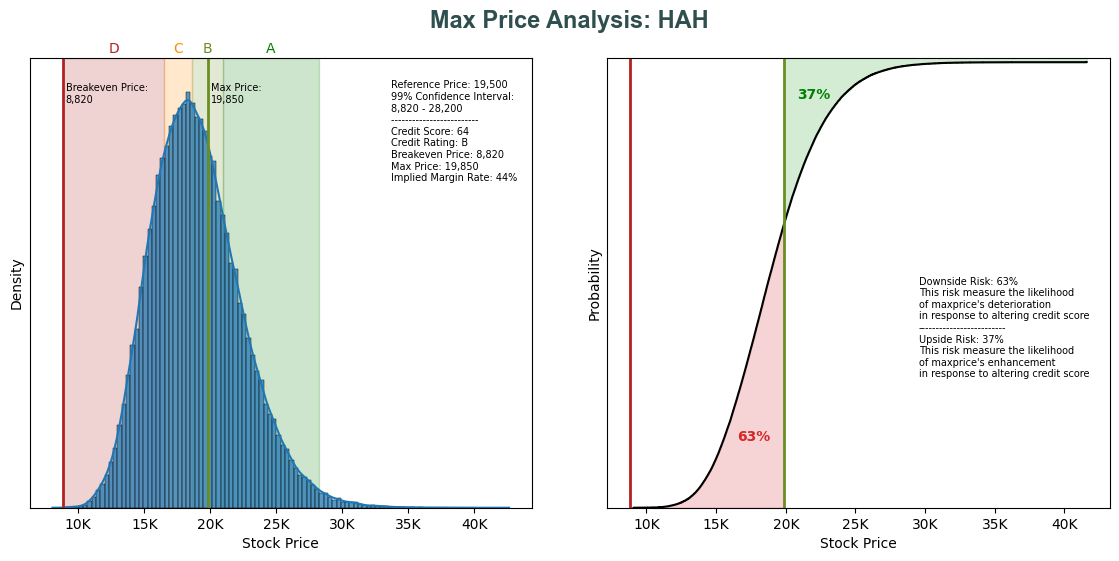 Max Price Analysis: HAH
D C B A
Breakeven Price:
8,820
Max Price:
19,850
Reference Price: 19,500
99% Confidence Interval:
8,820 - 28,200
-------------------------
Credit Score: 64
Credit Rating: B
Breakeven Price: 8,820
Max Price: 19,850
Implied Margin Rate: 44%
Density
10K 15K 20K 25K 30K 35K 40K
Stock Price
37%
63%
Downside Risk: 63%
This risk measure the likelihood
of maxprice's deterioration
in response to altering credit score
-------------------------
Upside Risk: 37%
This risk measure the likelihood
of maxprice's enhancement
in response to altering credit score
Probability
10K 15K 20K 25K 30K 35K 40K
Stock Price